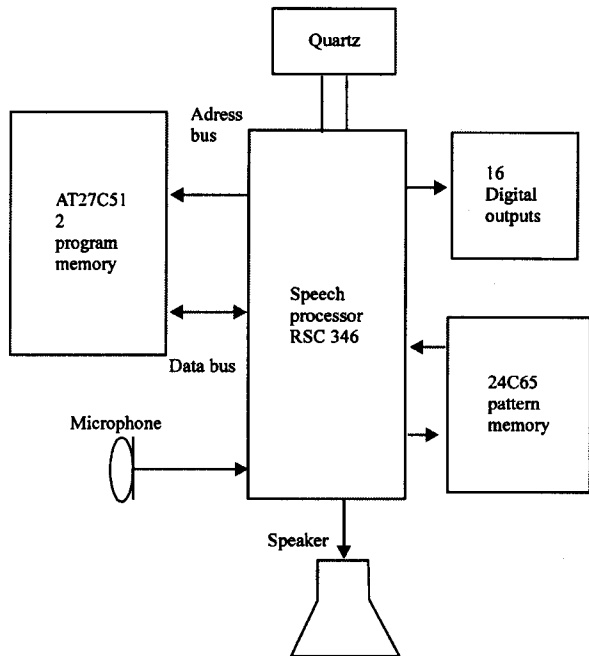 Quartz
Adress
bus
AT27C51
2
program
memory
16
Digital
outputs
Speech
processor
RSC 346
Data bus
24C65
pattern
memory
Microphone
Speaker